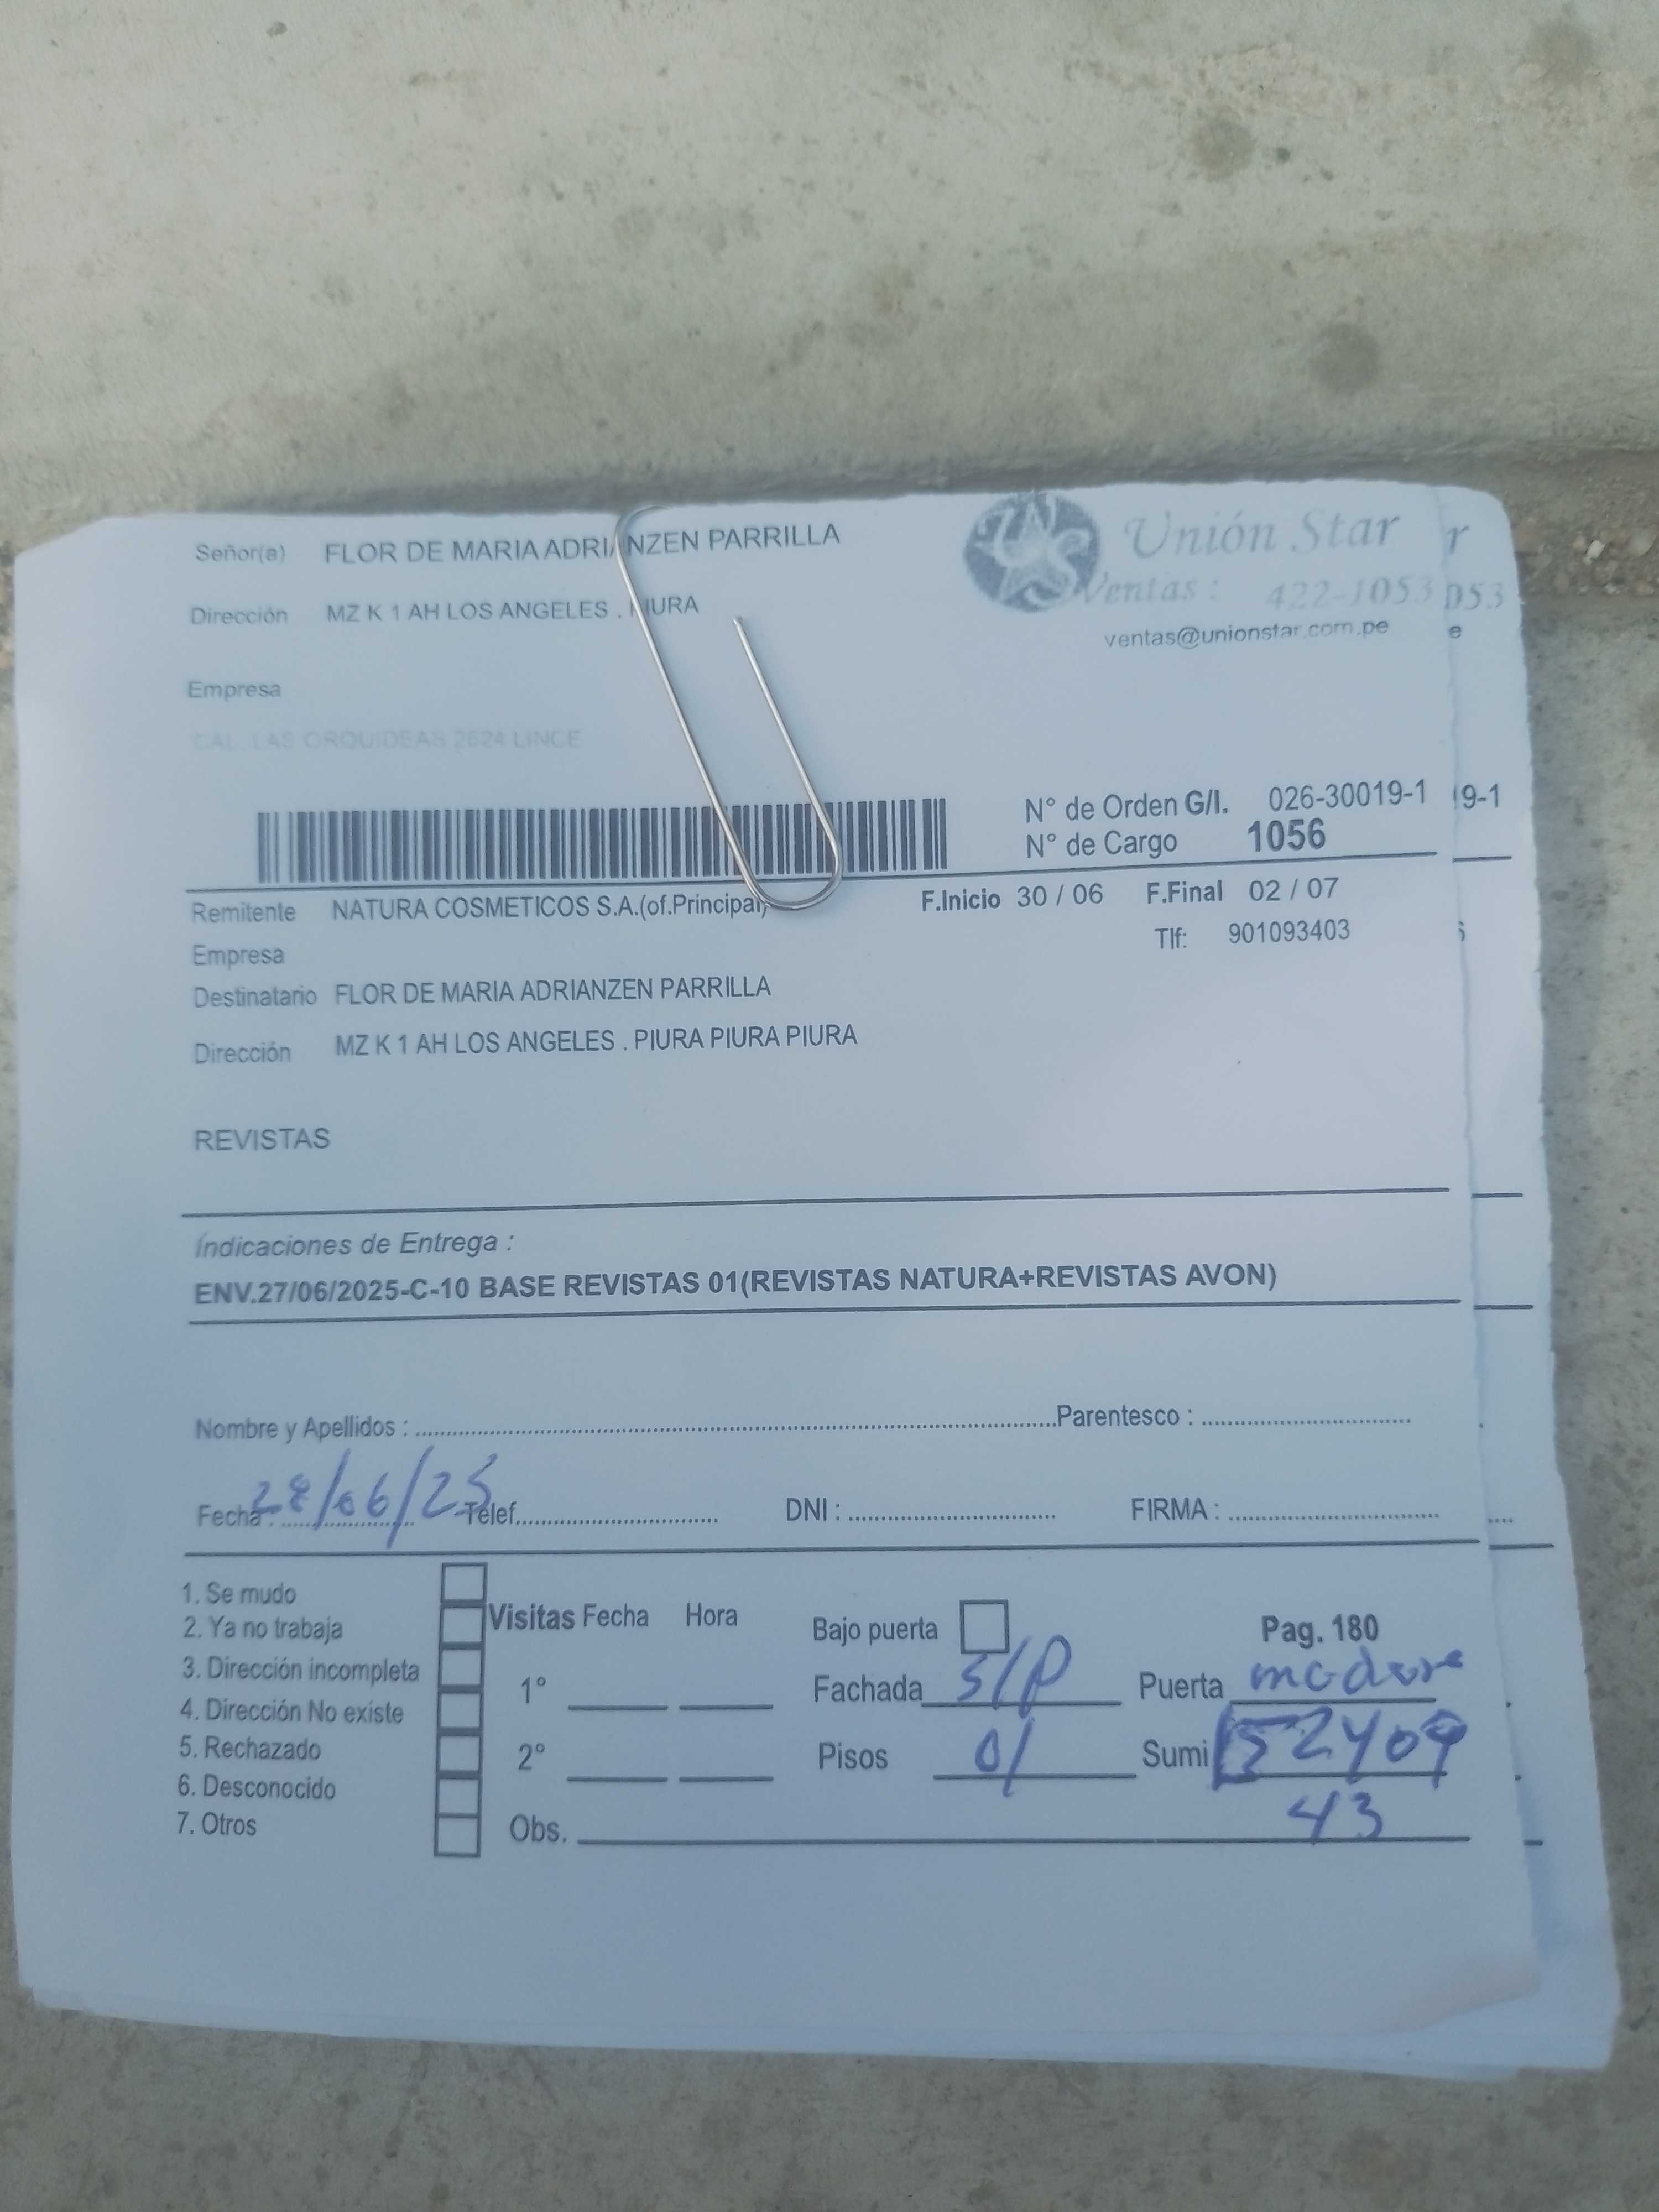 Señor(a) FLOR DE MARIA ADRIANZEN PARRILLA
Unión Star r
Dirección MZ K 1 AH LOS ANGELES . PIURA
Ventas : 422-1053 053
ventas@unionstar.com.pe e
Empresa
CAL. LAS ORQUIDEAS 2624 LINCE
N° de Orden G/I. 026-30019-1 19-1
N° de Cargo 1056
Remitente NATURA COSMETICOS S.A.(of.Principal) F.Inicio 30 / 06 F.Final 02 / 07
Tlf: 901093403
Empresa
Destinatario FLOR DE MARIA ADRIANZEN PARRILLA
Dirección MZ K 1 AH LOS ANGELES . PIURA PIURA PIURA
REVISTAS
Indicaciones de Entrega :
ENV.27/06/2025-C-10 BASE REVISTAS 01(REVISTAS NATURA+REVISTAS AVON)
Nombre y Apellidos : Parentesco :
Fecha : 28/06/25 Telef. DNI : FIRMA :
1. Se mudo
2. Ya no trabaja
3. Dirección incompleta
4. Dirección No existe
5. Rechazado
6. Desconocido
7. Otros
Visitas Fecha Hora
1°
2°
Obs.
Bajo puerta
Pag. 180
Fachada S/P Puerta madera
Pisos 01 Sumi 52409
43